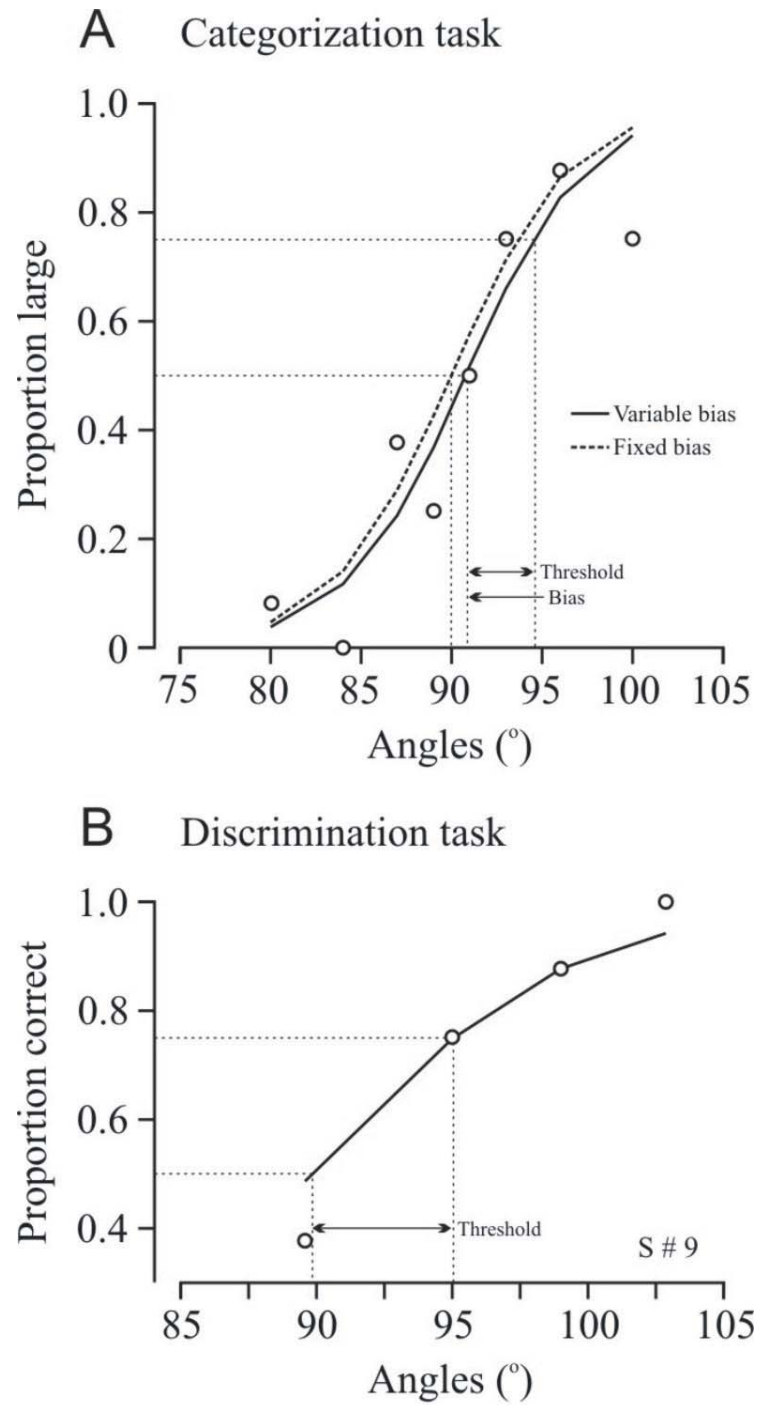 A Categorization task
1.0
0.8
0.6
0.4
0.2
0
Proportion large
Variable bias
Fixed bias
Threshold
Bias
75 80 85 90 95 100 105
Angles (º)
B Discrimination task
1.0
0.8
0.6
0.4
Proportion correct
Threshold
S # 9
85 90 95 100 105
Angles (º)